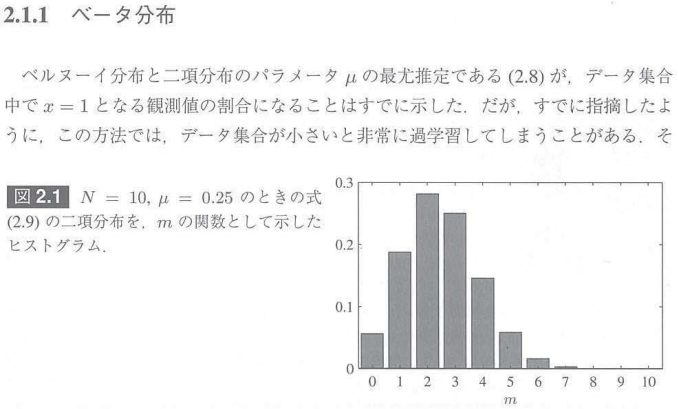 2.1.1 ベータ分布
ベルヌーイ分布と二項分布のパラメータ μ の最尤推定である (2.8) が，データ集合
中で x = 1 となる観測値の割合になることはすでに示した．だが，すでに指摘したよ
うに，この方法では，データ集合が小さいと非常に過学習してしまうことがある．そ
図 2.1 N = 10, μ = 0.25 のときの式
(2.9) の二項分布を，m の関数として示した
ヒストグラム．
0.3
0.2
0.1
0
0 1 2 3 4 5 6 7 8 9 10
m